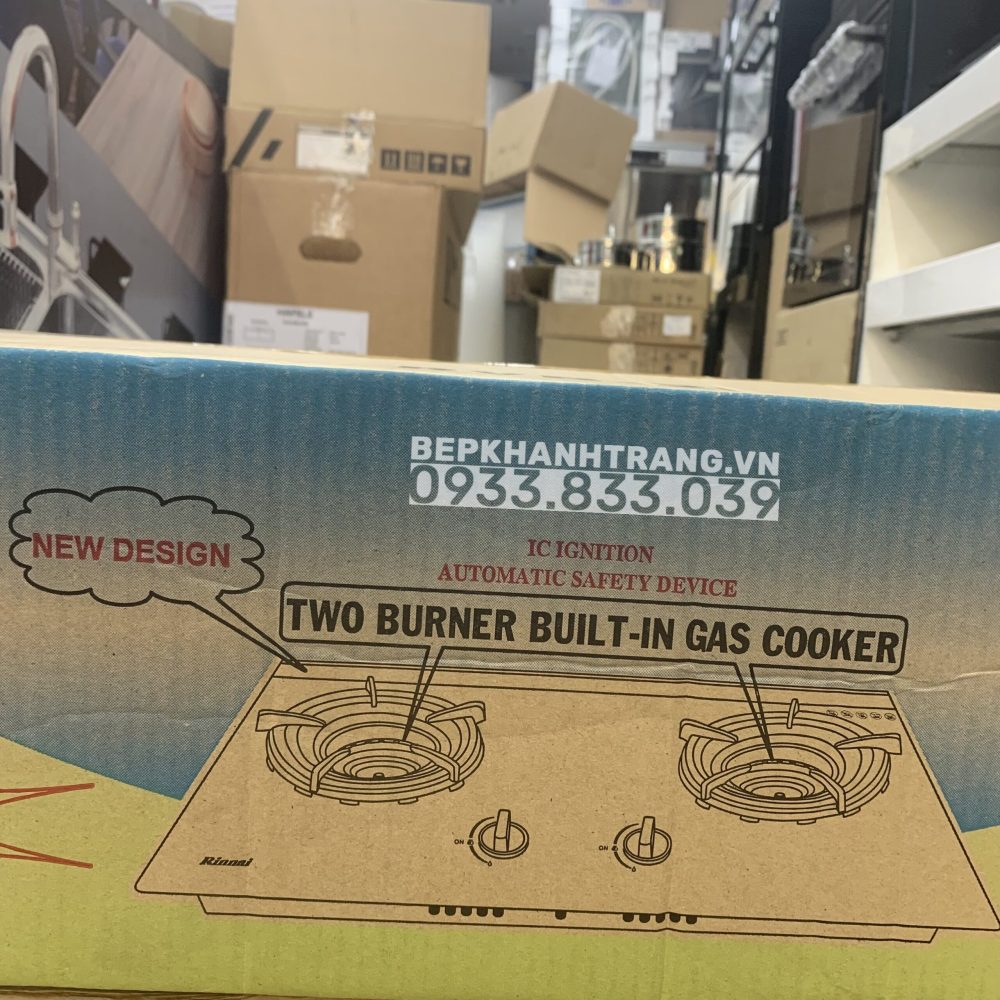 HAFELE
BEPKHANHTRANG.VN
0933.833.039
NEW DESIGN
IC IGNITION
AUTOMATIC SAFETY DEVICE
TWO BURNER BUILT-IN GAS COOKER
ON
ON
Rinnai